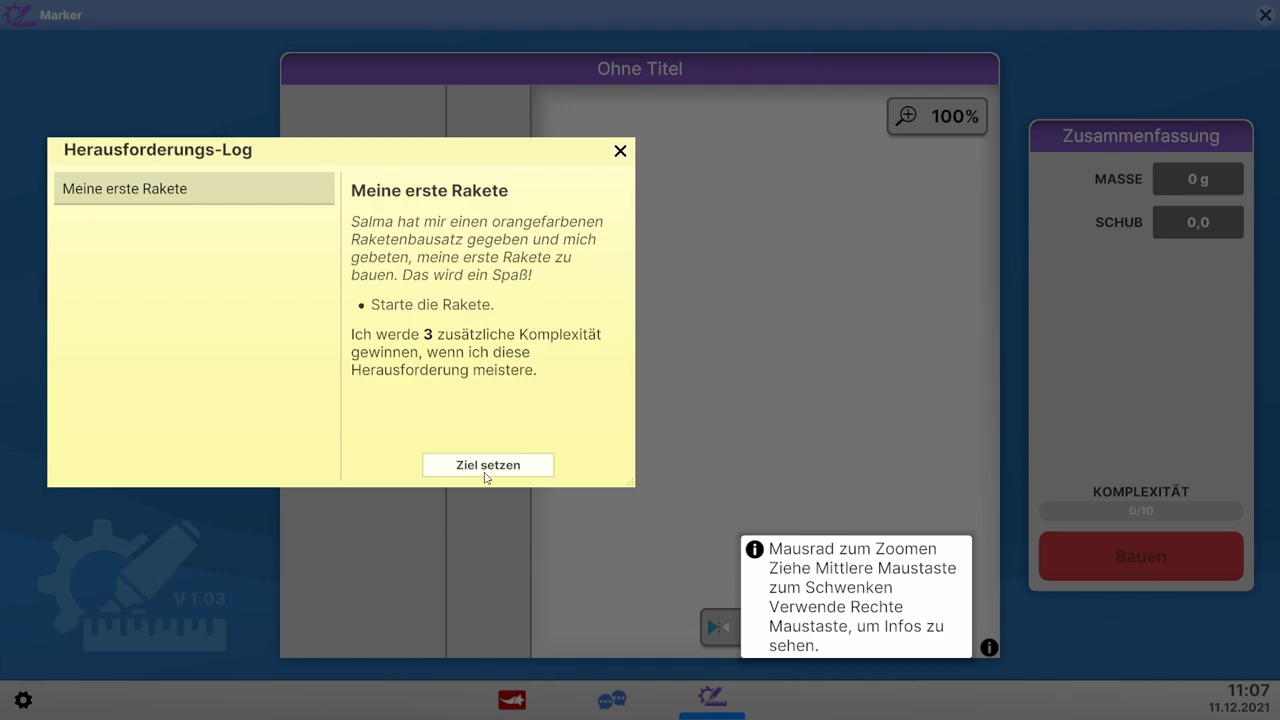 Marker
Ohne Titel
100%
Zusammenfassung
MASSE 0 g
SCHUB 0,0
KOMPLEXITÄT
0/10
Bauen
Herausforderungs-Log
Meine erste Rakete
Meine erste Rakete
Salma hat mir einen orangefarbenen
Raketenbausatz gegeben und mich
gebeten, meine erste Rakete zu
bauen. Das wird ein Spaß!
• Starte die Rakete.
Ich werde 3 zusätzliche Komplexität
gewinnen, wenn ich diese
Herausforderung meistere.
Ziel setzen
Mausrad zum Zoomen
Ziehe Mittlere Maustaste
zum Schwenken
Verwende Rechte
Maustaste, um Infos zu
sehen.
V 1.03
11:07
11.12.2021